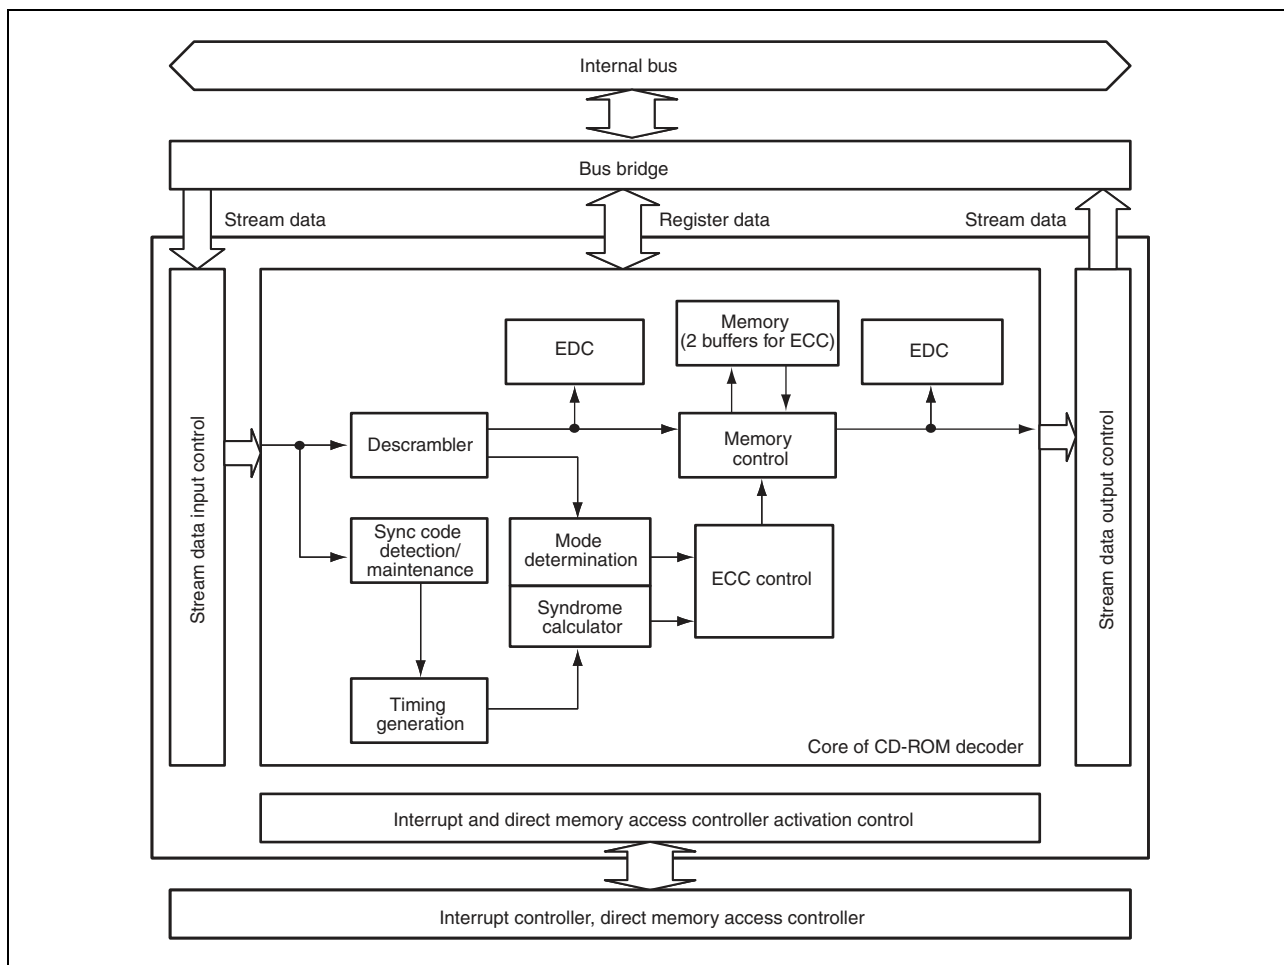 Internal bus
Bus bridge
Stream data
Register data
Stream data
Stream data input control
EDC
Memory
(2 buffers for ECC)
EDC
Descrambler
Memory
control
Sync code
detection/
maintenance
Mode
determination
ECC control
Syndrome
calculator
Timing
generation
Core of CD-ROM decoder
Stream data output control
Interrupt and direct memory access controller activation control
Interrupt controller, direct memory access controller